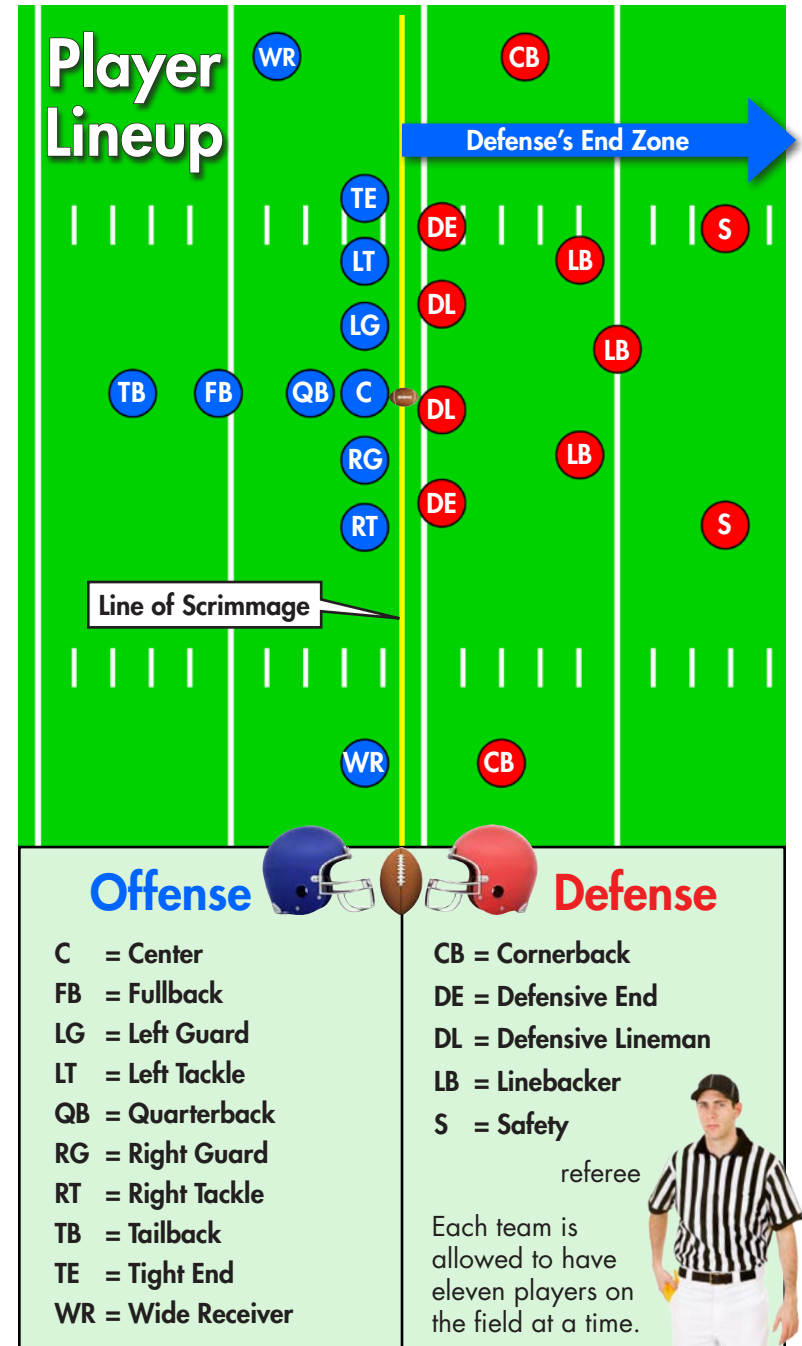 Player
Lineup
WR
CB
Defense's End Zone
TE
DE
S
LT
LB
DL
LG
LB
TB
FB
QB
C
DL
RG
LB
DE
RT
S
Line of Scrimmage
WR
CB
Offense
C = Center
FB = Fullback
LG = Left Guard
LT = Left Tackle
QB = Quarterback
RG = Right Guard
RT = Right Tackle
TB = Tailback
TE = Tight End
WR = Wide Receiver
Defense
CB = Cornerback
DE = Defensive End
DL = Defensive Lineman
LB = Linebacker
S = Safety
referee
Each team is
allowed to have
eleven players on
the field at a time.